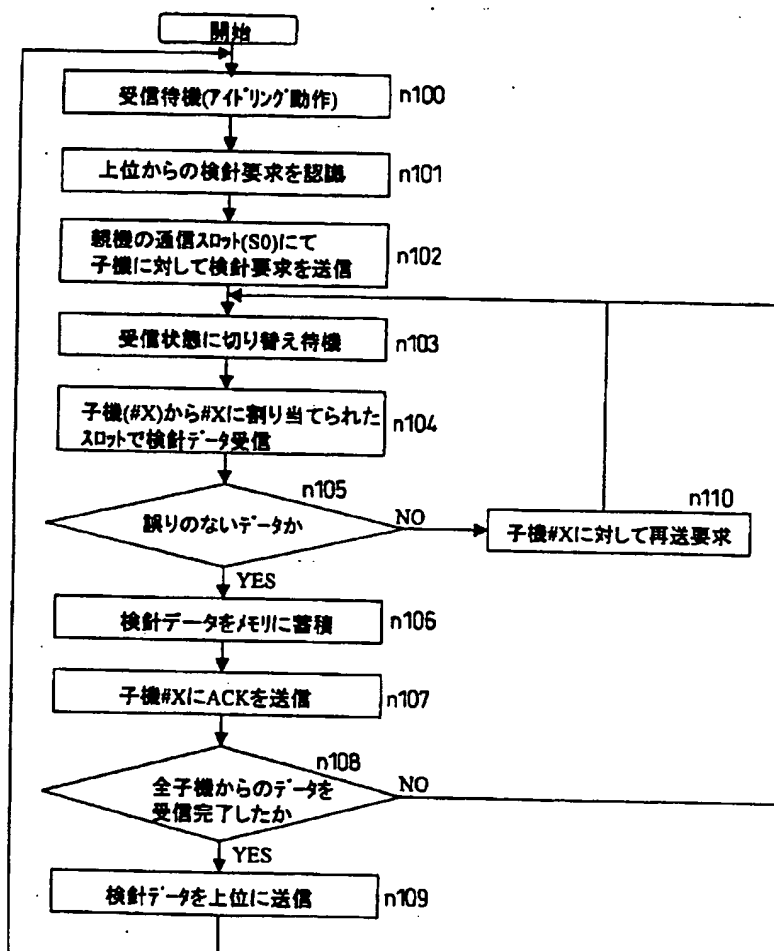 開始
受信待機(アイドリング動作)
n100
上位からの検針要求を認識
n101
親機の通信スロット(S0)にて
子機に対して検針要求を送信
n102
受信状態に切り替え待機
n103
子機(#X)から#Xに割り当てられた
スロットで検針データ受信
n104
n105
誤りのないデータか
NO
n110
子機#Xに対して再送要求
YES
検針データをメモリに蓄積
n106
子機#XにACKを送信
n107
n108
全子機からのデータを
受信完了したか
NO
YES
検針データを上位に送信
n109